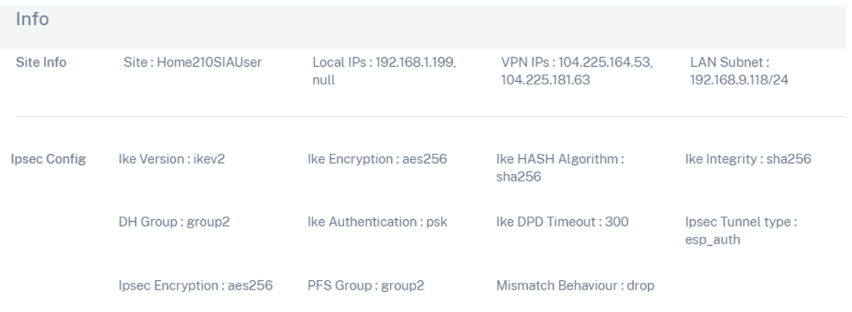 Info
Site Info
Site : Home210SIAUser
Local IPs : 192.168.1.199,
null
VPN IPs : 104.225.164.53,
104.225.181.63
LAN Subnet :
192.168.9.118/24
Ipsec Config
Ike Version : ikev2
Ike Encryption : aes256
Ike HASH Algorithm :
sha256
Ike Integrity : sha256
DH Group : group2
Ike Authentication : psk
Ike DPD Timeout : 300
Ipsec Tunnel type :
esp_auth
Ipsec Encryption : aes256
PFS Group : group2
Mismatch Behaviour : drop